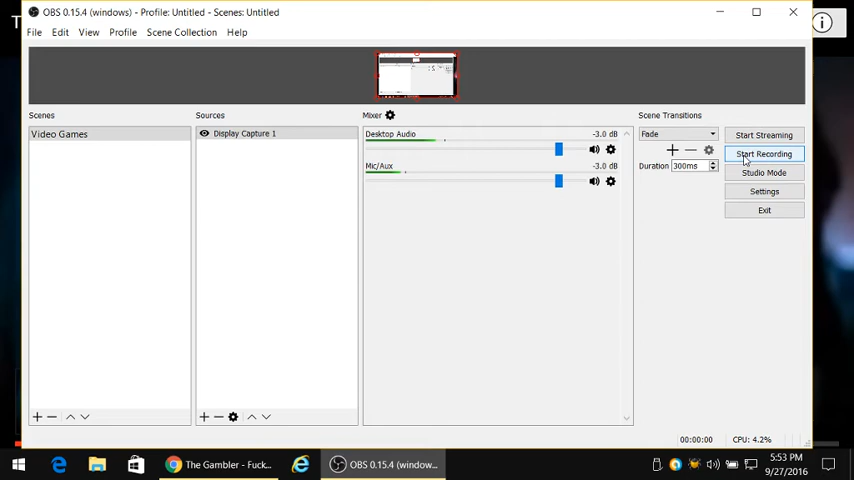 OBS 0.15.4 (windows) - Profile: Untitled - Scenes: Untitled
File Edit View Profile Scene Collection Help
Scenes
Sources
Mixer
Scene Transitions
Video Games
Display Capture 1
Desktop Audio
-3.0 dB
Mic/Aux
-3.0 dB
Fade
Duration 300ms
Start Streaming
Start Recording
Studio Mode
Settings
Exit
00:00:00
CPU: 4.2%
The Gambler - Fuck...
OBS 0.15.4 (window...
5:53 PM
9/27/2016